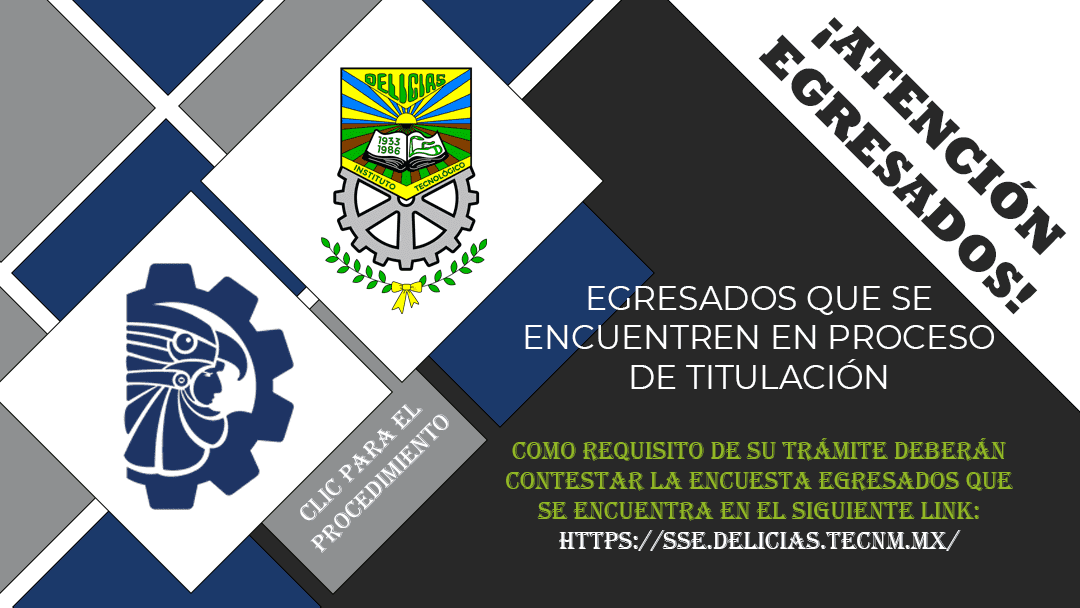 ¡ATENCIÓN
EGRESADOS!
DELICIAS
1933
1986
INSTITUTO TECNOLÓGICO
EGRESADOS QUE SE
ENCUENTREN EN PROCESO
DE TITULACIÓN
CLIC PARA EL
PROCEDIMIENTO
COMO REQUISITO DE SU TRÁMITE DEBERÁN
CONTESTAR LA ENCUESTA EGRESADOS QUE
SE ENCUENTRA EN EL SIGUIENTE LINK:
HTTPS://SSE.DELICIAS.TECNM.MX/